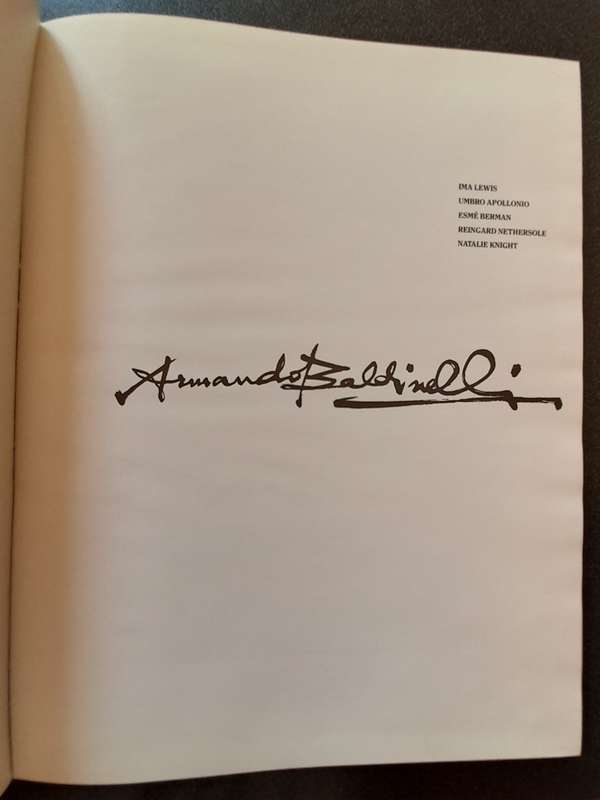 IMA LEWIS
UMBRO APOLLONIO
ESMÉ BERMAN
REINGARD NETHERSOLE
NATALIE KNIGHT
Armando Baldinelli